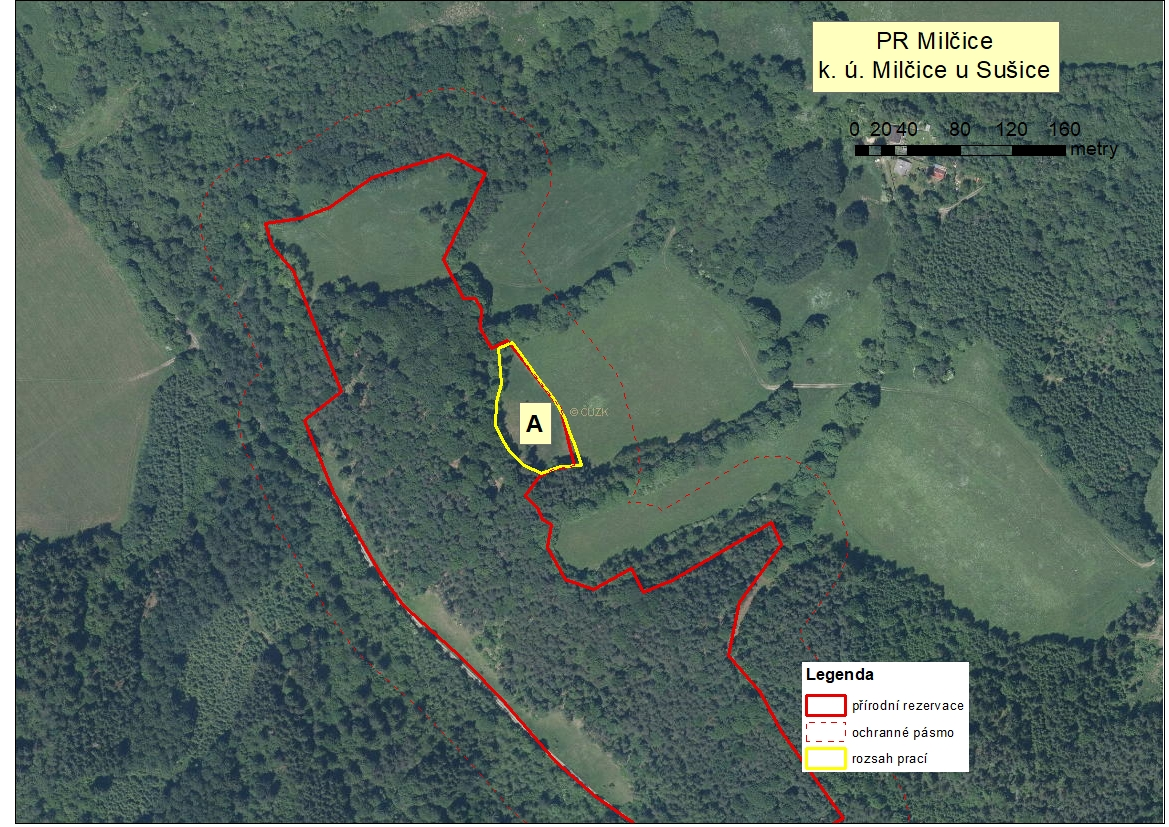 PR Milčice
k. ú. Milčice u Sušice
0 20 40 80 120 160
metry
© ČÚZK
A
Legenda
přírodní rezervace
ochranné pásmo
rozsah prací